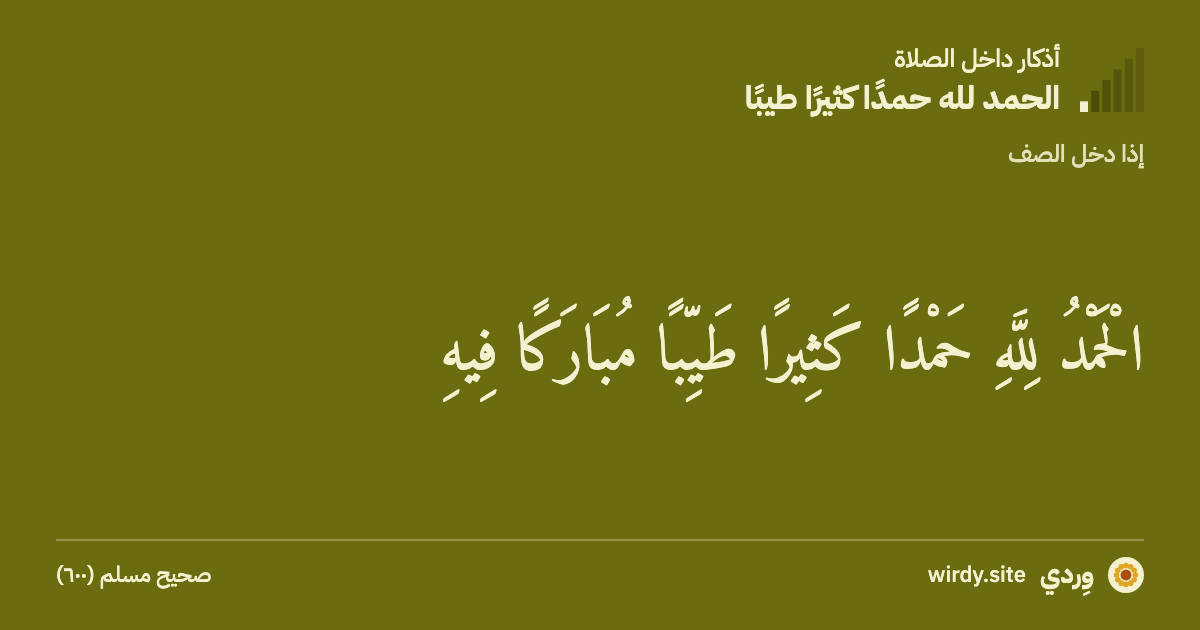 أذكار داخل الصلاة
الحمد لله حمدًا كثيرًا طيبًا
إذا دخل الصف
الْحَمْدُ لِلَّهِ حَمْدًا كَثِيرًا طَيِّبًا مُبَارَكًا فِيهِ
وِردي wirdy.site
صحيح مسلم (٦٠٠)